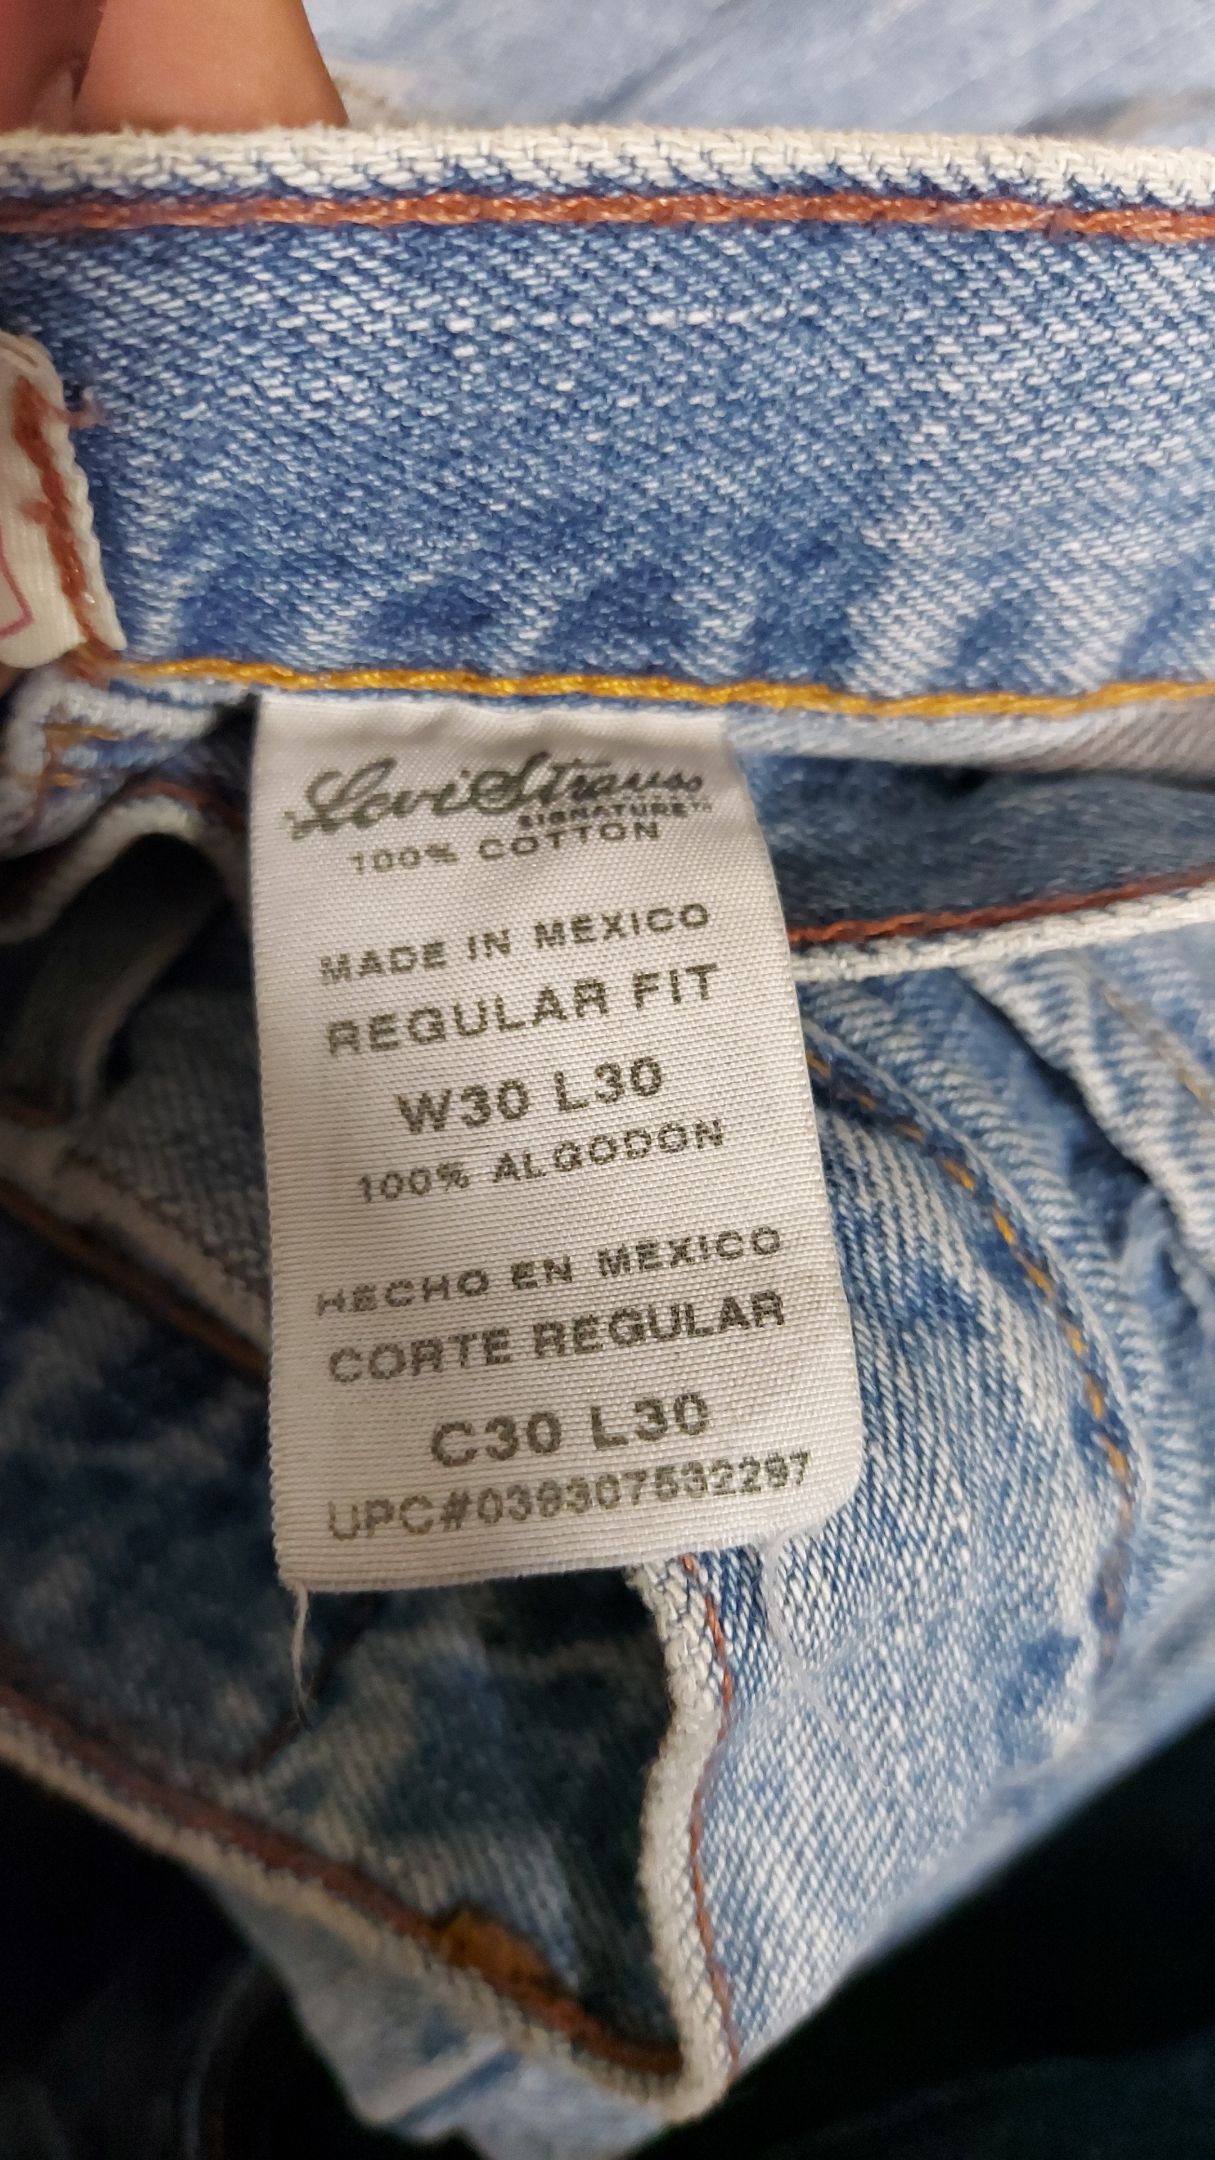 Levi Strauss
SIGNATURE™
100% COTTON
MADE IN MEXICO
REGULAR FIT
W30 L30
100% ALGODON
HECHO EN MEXICO
CORTE REGULAR
C30 L30
UPC#039307532297